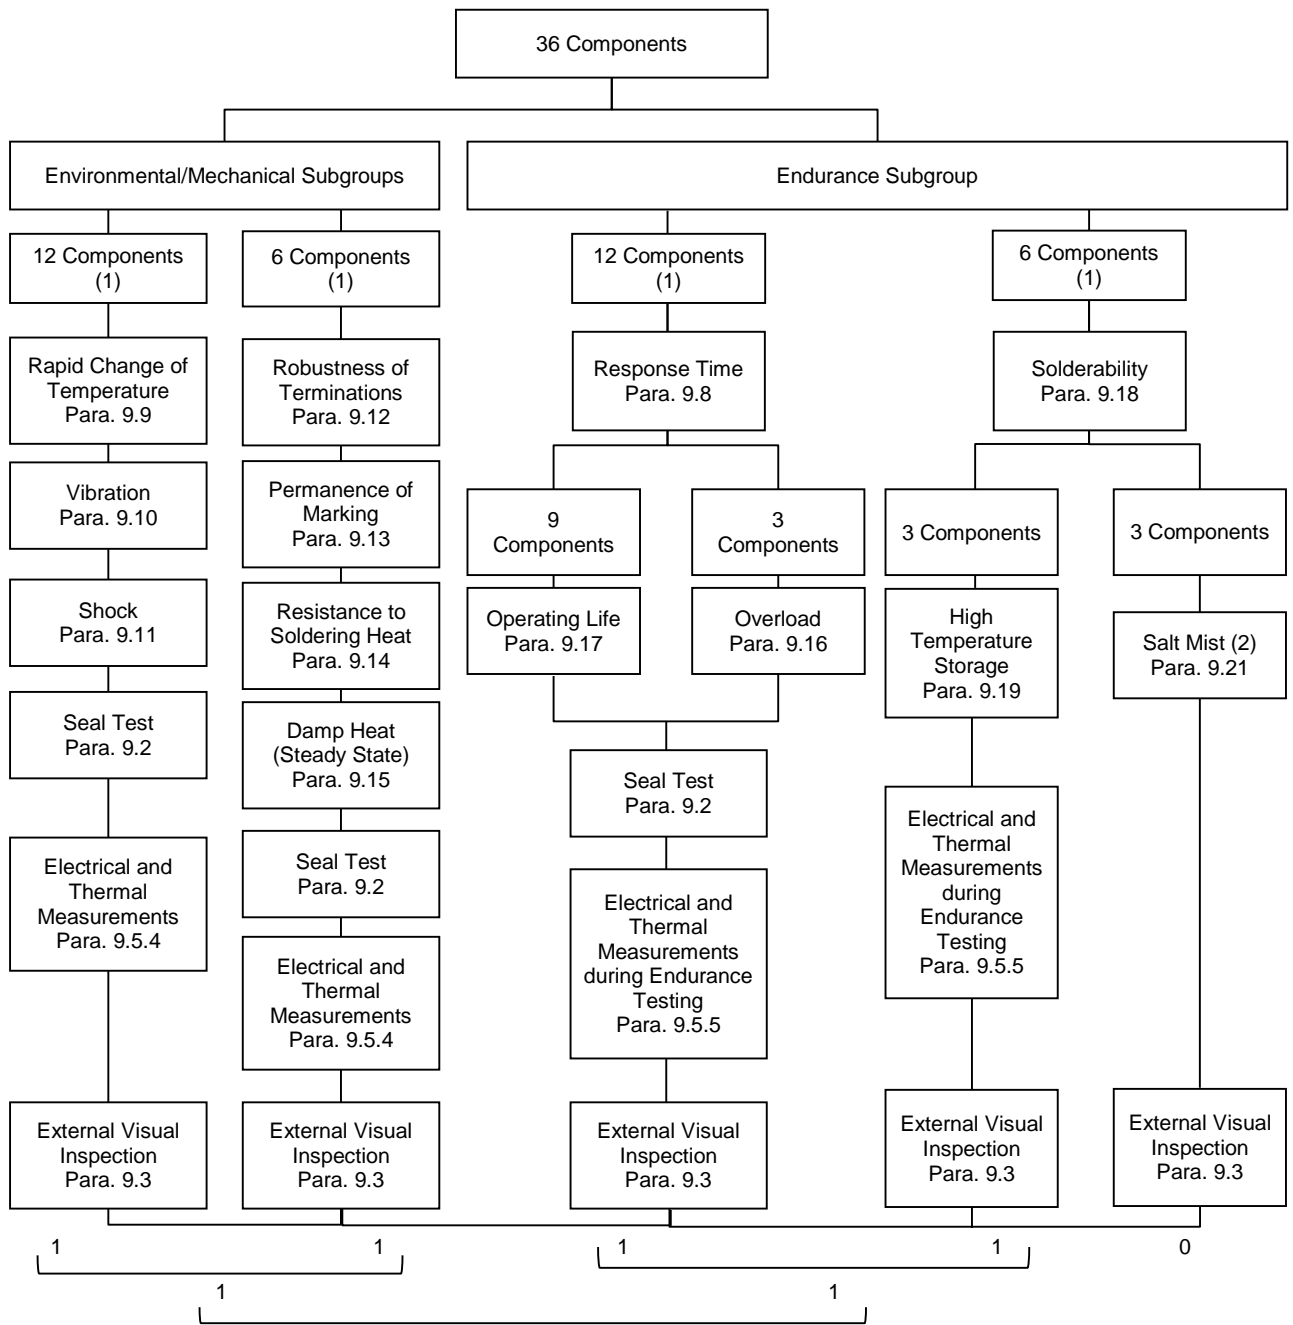 36 Components
Environmental/Mechanical Subgroups
Endurance Subgroup
12 Components
(1)
6 Components
(1)
12 Components
(1)
6 Components
(1)
Rapid Change of
Temperature
Para. 9.9
Robustness of
Terminations
Para. 9.12
Response Time
Para. 9.8
Solderability
Para. 9.18
Vibration
Para. 9.10
Permanence of
Marking
Para. 9.13
9
Components
3
Components
3 Components
3 Components
Shock
Para. 9.11
Resistance to
Soldering Heat
Para. 9.14
Operating Life
Para. 9.17
Overload
Para. 9.16
High
Temperature
Storage
Para. 9.19
Salt Mist (2)
Para. 9.21
Seal Test
Para. 9.2
Damp Heat
(Steady State)
Para. 9.15
Seal Test
Para. 9.2
Electrical and
Thermal
Measurements
during
Endurance
Testing
Para. 9.5.5
Electrical and
Thermal
Measurements
Para. 9.5.4
Seal Test
Para. 9.2
Electrical and
Thermal
Measurements
during Endurance
Testing
Para. 9.5.5
Electrical and
Thermal
Measurements
Para. 9.5.4
External Visual
Inspection
Para. 9.3
External Visual
Inspection
Para. 9.3
External Visual
Inspection
Para. 9.3
External Visual
Inspection
Para. 9.3
External Visual
Inspection
Para. 9.3
1 1 1 1 0
1 1